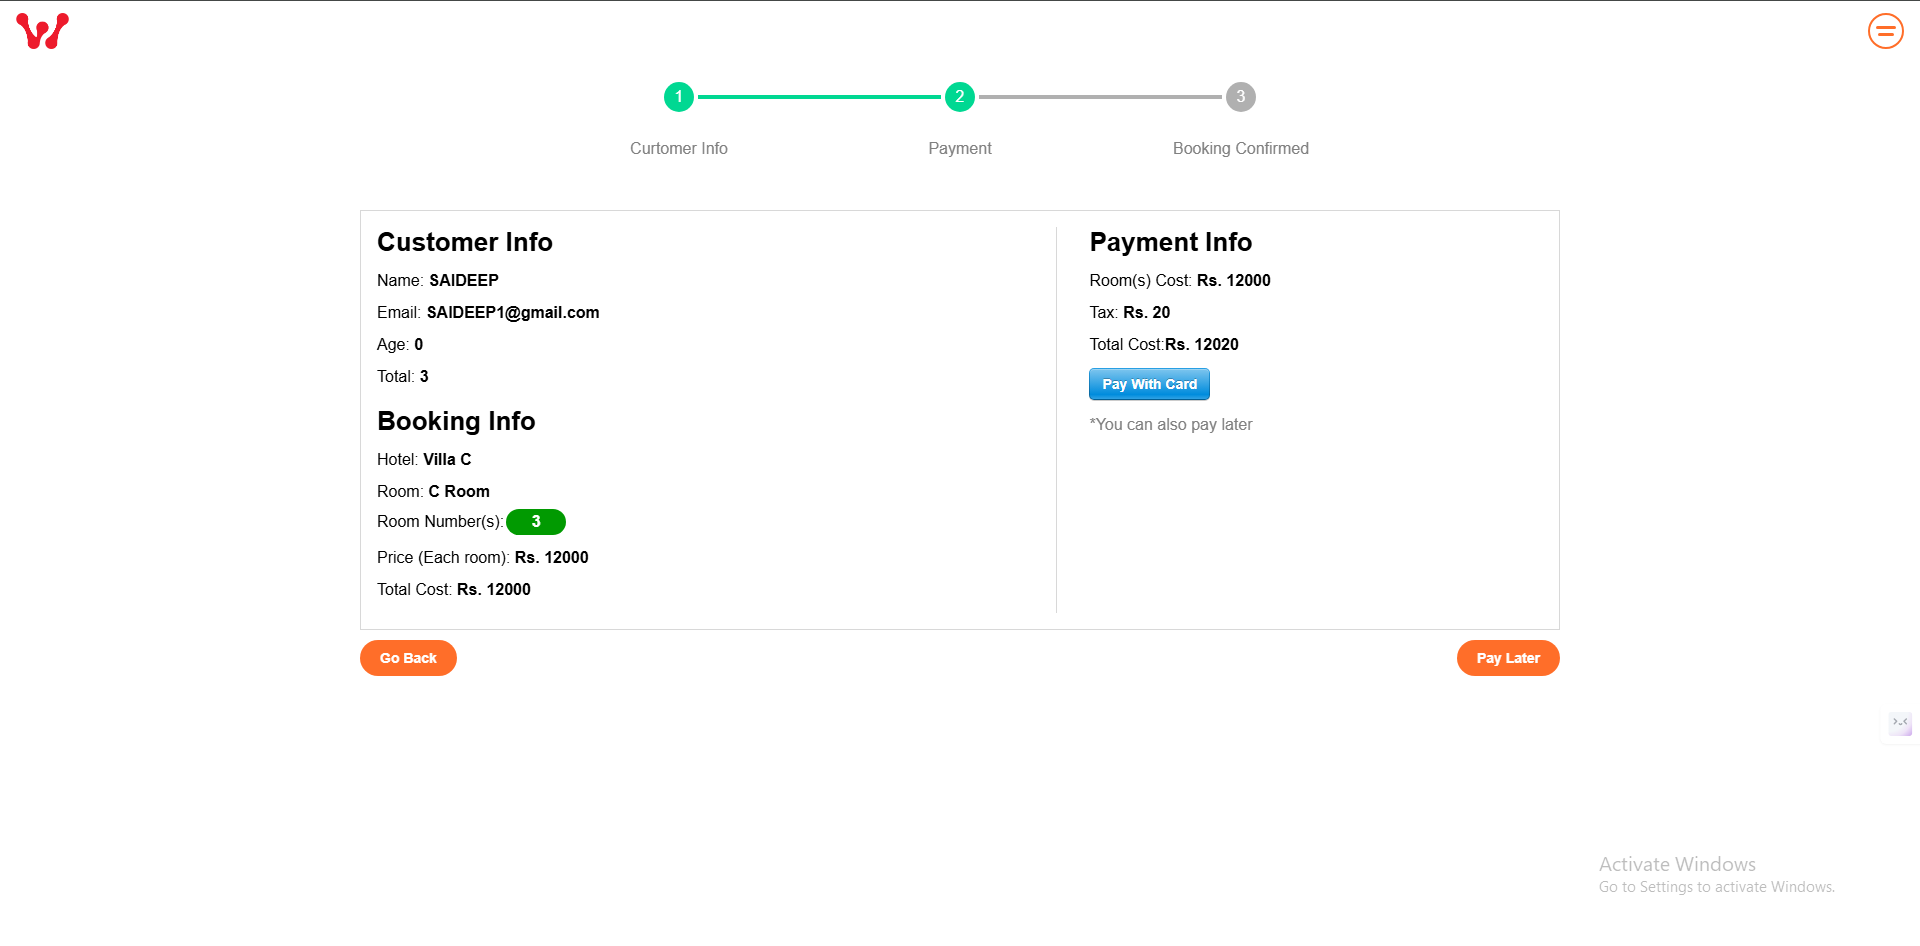 1
2
3
Curtomer Info
Payment
Booking Confirmed
Customer Info
Name: SAIDEEP
Email: SAIDEEP1@gmail.com
Age: 0
Total: 3
Booking Info
Hotel: Villa C
Room: C Room
Room Number(s): 3
Price (Each room): Rs. 12000
Total Cost: Rs. 12000
Payment Info
Room(s) Cost: Rs. 12000
Tax: Rs. 20
Total Cost:Rs. 12020
Pay With Card
*You can also pay later
Go Back
Pay Later
Activate Windows
Go to Settings to activate Windows.